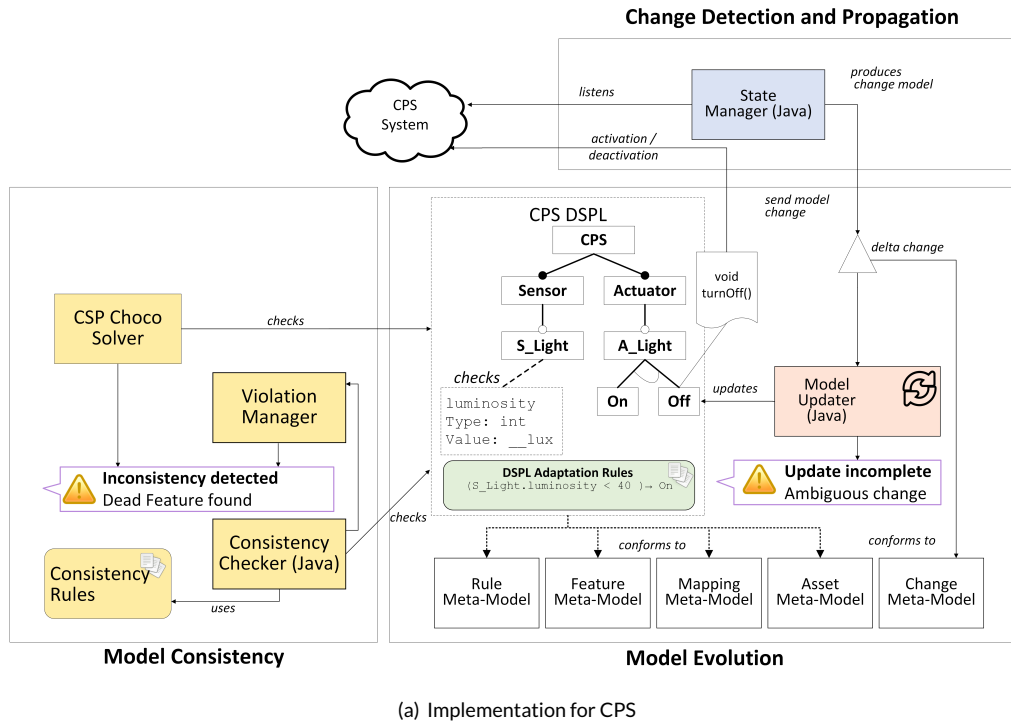 Change Detection and Propagation
CPS
System
listens
State
Manager (Java)
produces
change model
activation /
deactivation
send model
change
delta change
CPS DSPL
CPS
Sensor
Actuator
S_Light
A_Light
On
Off
void
turnOff()
checks
luminosity
Type: int
Value: __lux
DSPL Adaptation Rules
(S_Light.luminosity < 40 )→ On
updates
Model
Updater
(Java)
Update incomplete
Ambiguous change
CSP Choco
Solver
checks
Violation
Manager
Inconsistency detected
Dead Feature found
Consistency
Checker (Java)
checks
Consistency
Rules
uses
conforms to
conforms to
Rule
Meta-Model
Feature
Meta-Model
Mapping
Meta-Model
Asset
Meta-Model
Change
Meta-Model
Model Consistency
Model Evolution
(a) Implementation for CPS